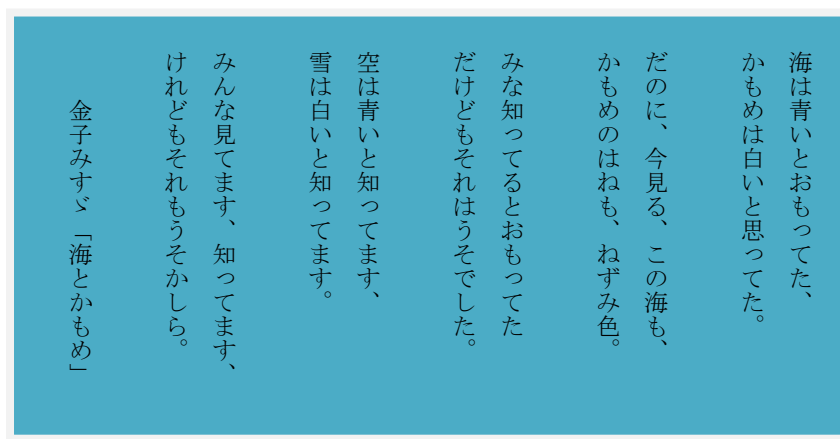 海は青いとおもってた、
かもめは白いと思ってた。
だのに、今見る、この海も、
かもめのはねも、ねずみ色。
みな知ってるとおもってた
だけどもそれはうそでした。
空は青いと知ってます、
雪は白いと知ってます。
みんな見てます、知ってます、
けれどもそれもうそかしら。
金子みすゞ「海とかもめ」